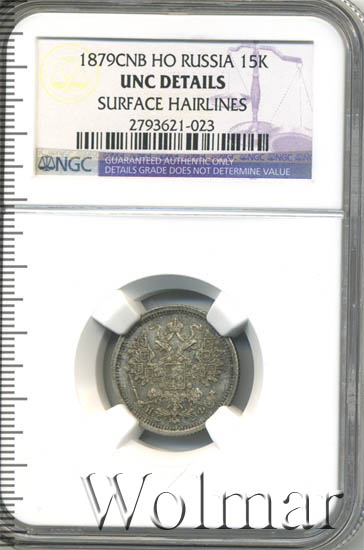 1879CNB HO RUSSIA 15K
UNC DETAILS
SURFACE HAIRLINES
2793621-023
NGC
GUARANTEED AUTHENTIC ONLY
DETAILS GRADE DOES NOT DETERMINE VALUE
NGC
Wolmar